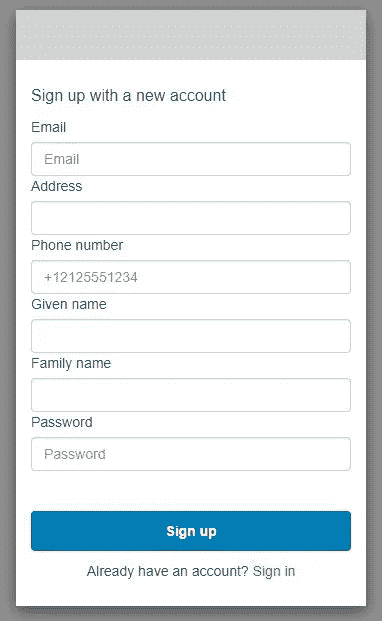 Sign up with a new account
Email
Email
Address
Phone number
+12125551234
Given name
Family name
Password
Password
Sign up
Already have an account? Sign in